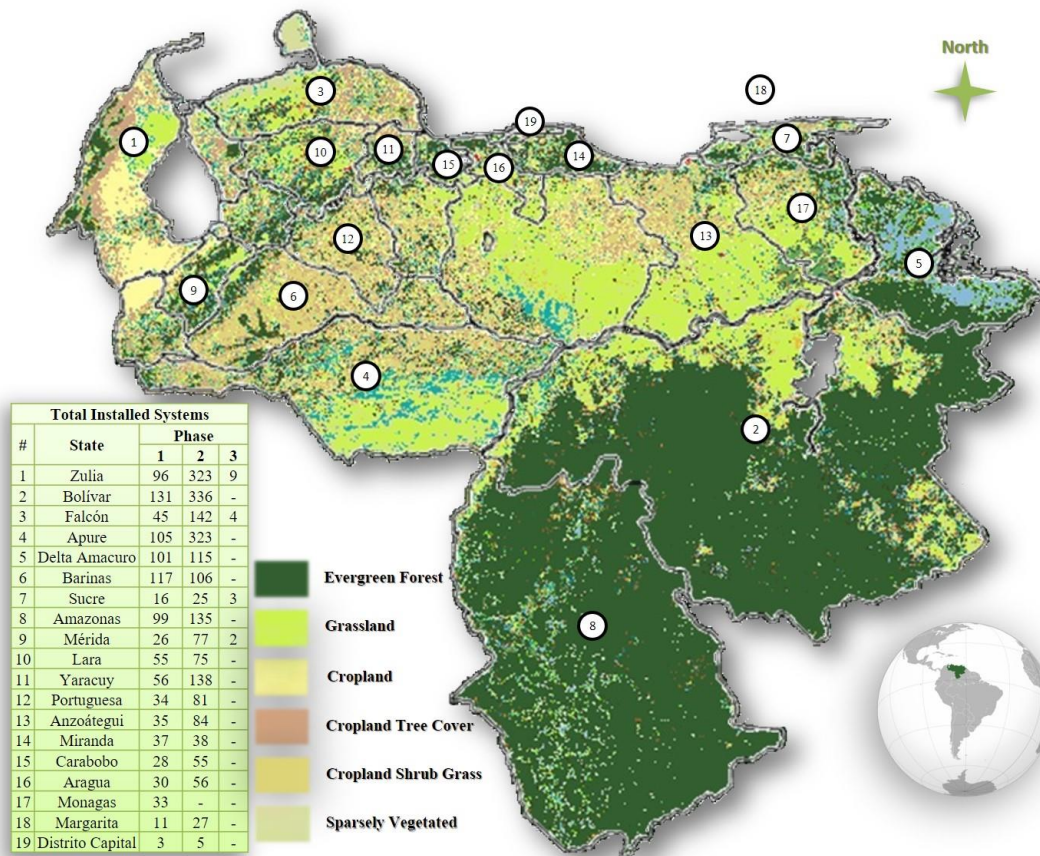 North
18
3
19
7
1
10
11
15
16
14
17
12
13
5
9
6
4
2
8
Total Installed Systems
# State Phase
1 2 3
1 Zulia 96 323 9
2 Bolívar 131 336 -
3 Falcón 45 142 4
4 Apure 105 323 -
5 Delta Amacuro 101 115 -
6 Barinas 117 106 -
7 Sucre 16 25 3
8 Amazonas 99 135 -
9 Mérida 26 77 2
10 Lara 55 75 -
11 Yaracuy 56 138 -
12 Portuguesa 34 81 -
13 Anzoátegui 35 84 -
14 Miranda 37 38 -
15 Carabobo 28 55 -
16 Aragua 30 56 -
17 Monagas 33 - -
18 Margarita 11 27 -
19 Distrito Capital 3 5 -
Evergreen Forest
Grassland
Cropland
Cropland Tree Cover
Cropland Shrub Grass
Sparsely Vegetated